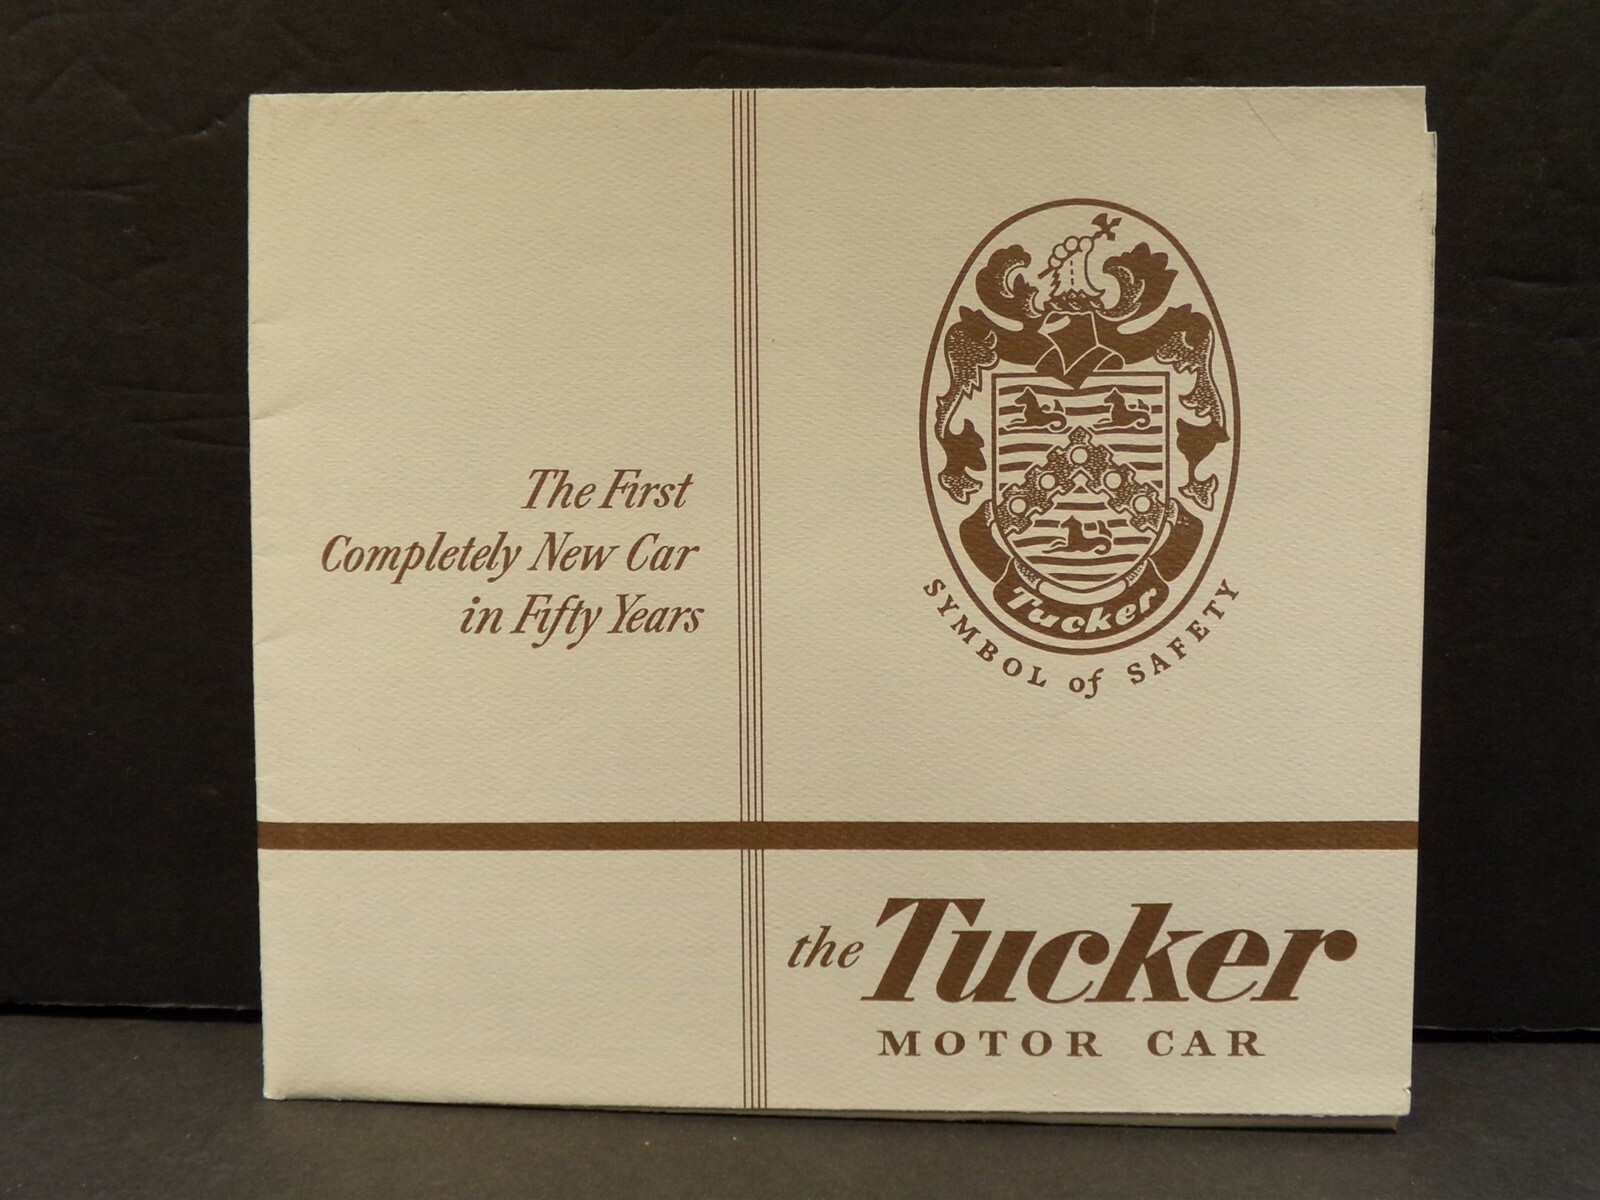 The First
Completely New Car
in Fifty Years
Tucker
SYMBOL of SAFETY
the Tucker
MOTOR CAR